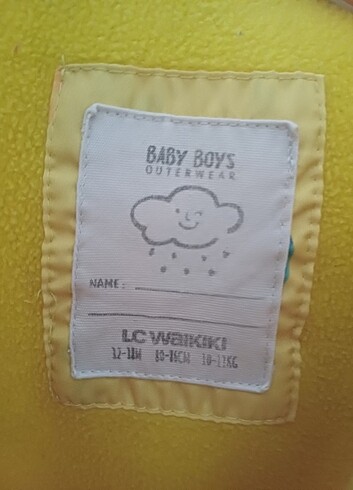 BABY BOYS
OUTERWEAR
NAME:
LC WAIKIKI
12-18M 80-86CM 10-11KG